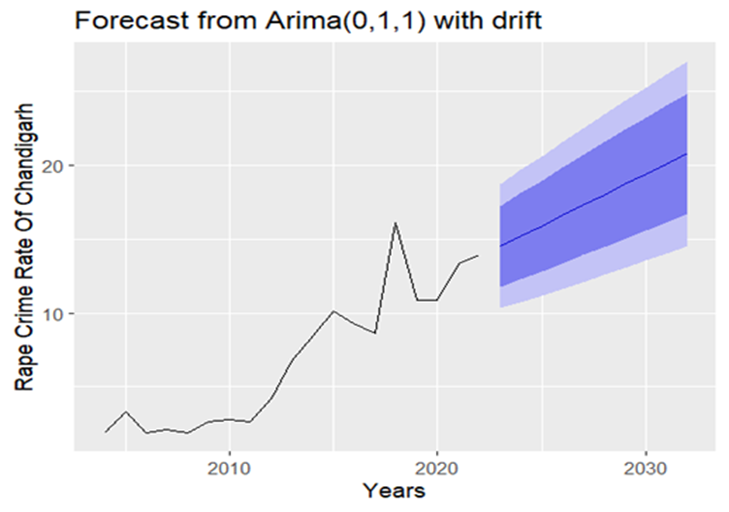 Forecast from Arima(0,1,1) with drift
Rape Crime Rate Of Chandigarh
20
10
2010
2020
2030
Years